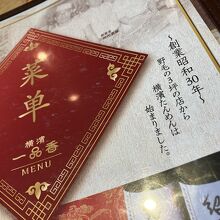 ~創業昭和30年~
野毛の3坪の店から
横濱たんめんは
始まりました。
菜单
横濱
一品香
MENU